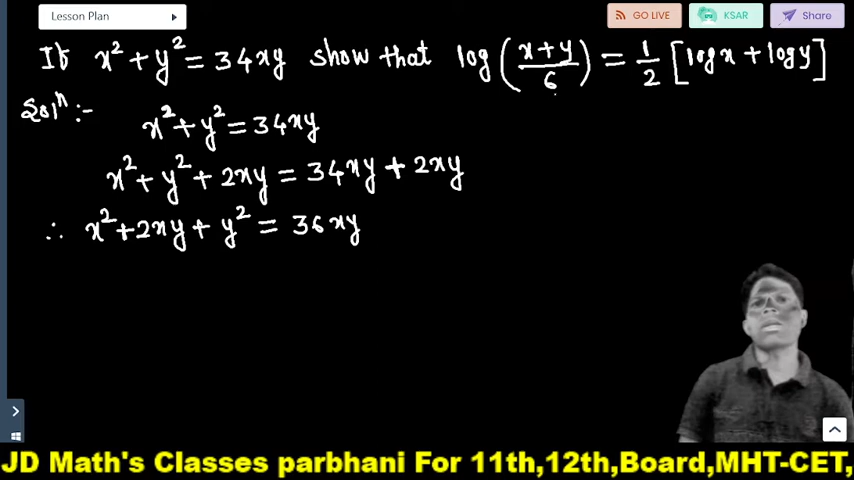 Lesson Plan
GO LIVE
KSAR
Share
If x² + y² = 34xy show that log(x+y/6) = 1/2 [logx + logy]
Solⁿ :-
x² + y² = 34xy
x² + y² + 2xy = 34xy + 2xy
∴ x² + 2xy + y² = 36xy
JD Math's Classes parbhani For 11th,12th,Board,MHT-CET,